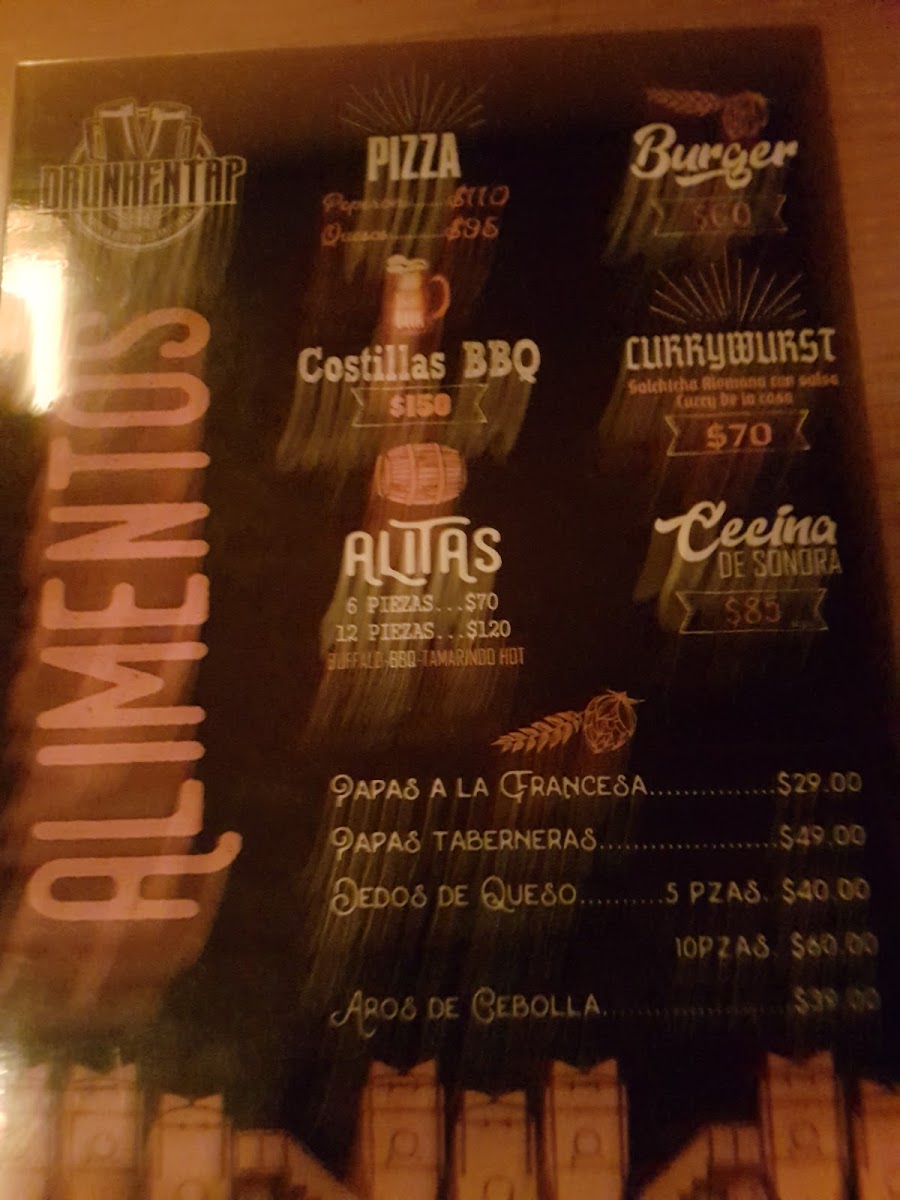 DRUNKENTAP
ALIMENTOS
PIZZA
Peperoni......$110
Queso........$95
Costillas BBQ
$150
ALITAS
6 PIEZAS...$70
12 PIEZAS...$120
BUFFALO-BBQ-TAMARINDO HOT
Burger
$60
CURRYWURST
Salchicha Alemana con salsa
Curry de la casa
$70
Cecina
DE SONORA
$85
PAPAS A LA FRANCESA...............$29.00
PAPAS TABERNERAS.....................$49.00
DEDOS DE QUESO..........5 PZAS. $40.00
10PZAS. $60.00
AROS DE CEBOLLA......................$39.00